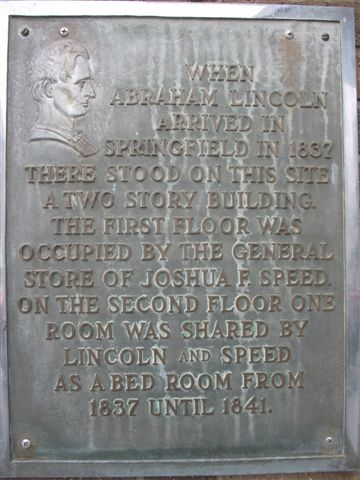 WHEN
ABRAHAM LINCOLN
ARRIVED IN
SPRINGFIELD IN 1837
THERE STOOD ON THIS SITE
A TWO STORY BUILDING.
THE FIRST FLOOR WAS
OCCUPIED BY THE GENERAL
STORE OF JOSHUA F. SPEED.
ON THE SECOND FLOOR ONE
ROOM WAS SHARED BY
LINCOLN AND SPEED
AS A BED ROOM FROM
1837 UNTIL 1841.